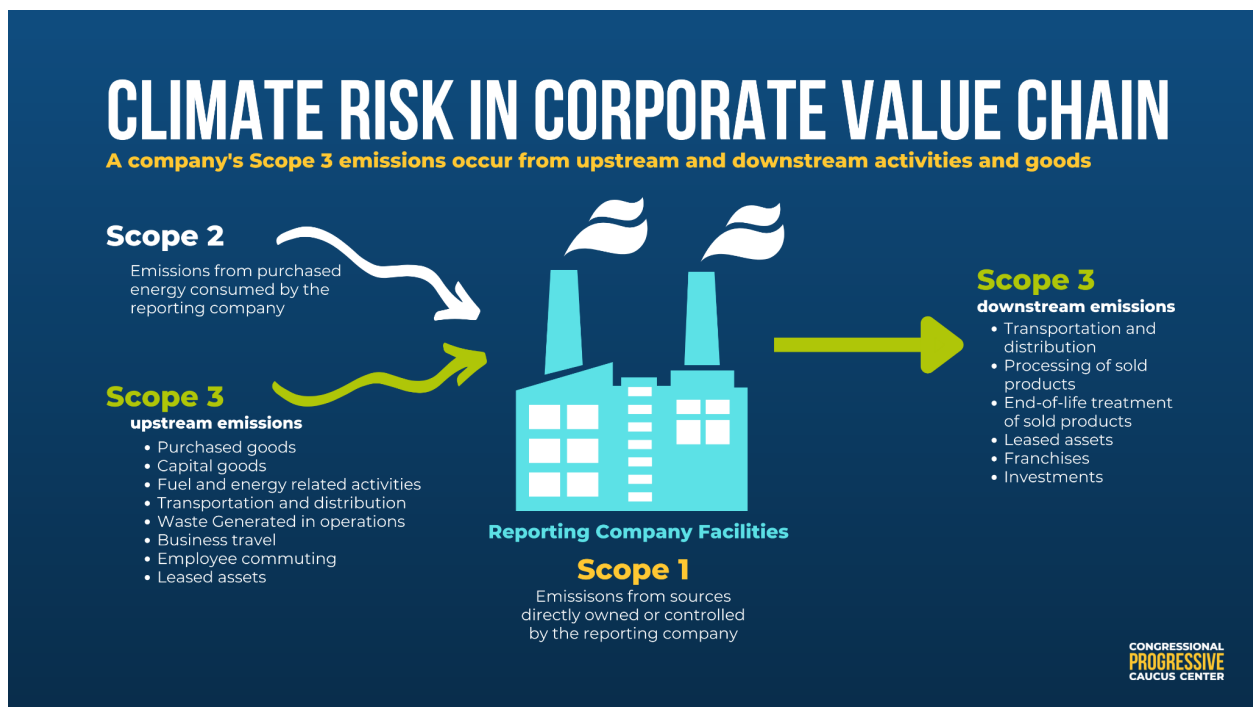 CLIMATE RISK IN CORPORATE VALUE CHAIN
A company's Scope 3 emissions occur from upstream and downstream activities and goods
Scope 2
Emissions from purchased
energy consumed by the
reporting company
Scope 3
upstream emissions
• Purchased goods
• Capital goods
• Fuel and energy related activities
• Transportation and distribution
• Waste Generated in operations
• Business travel
• Employee commuting
• Leased assets
Reporting Company Facilities
Scope 1
Emissisons from sources
directly owned or controlled
by the reporting company
Scope 3
downstream emissions
• Transportation and
distribution
• Processing of sold
products
• End-of-life treatment
of sold products
• Leased assets
• Franchises
• Investments
CONGRESSIONAL
PROGRESSIVE
CAUCUS CENTER